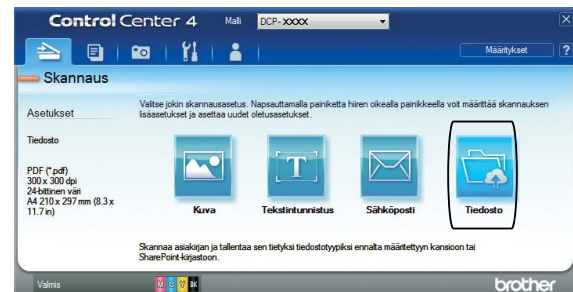 ControlCenter 4 Malli DCP-XXXX
Määritykset ?
Skannaus
Asetukset
Valitse jokin skannausasetus. Napsauttamalla painiketta hiiren oikealla painikkeella voit määrittää skannauksen
lisäasetukset ja asettaa uudet oletusasetukset.
Tiedosto
PDF (*.pdf)
300 x 300 dpi
24-bittinen väri
A4 210 x 297 mm (8.3 x
11.7 in)
T
Kuva Tekstintunnistus Sähköposti Tiedosto
Skannaa asiakirjan ja tallentaa sen tietyksi tiedostotyypiksi ennalta määritettyyn kansioon tai
SharePoint-kirjastoon.
Valmis M C Y BK brother